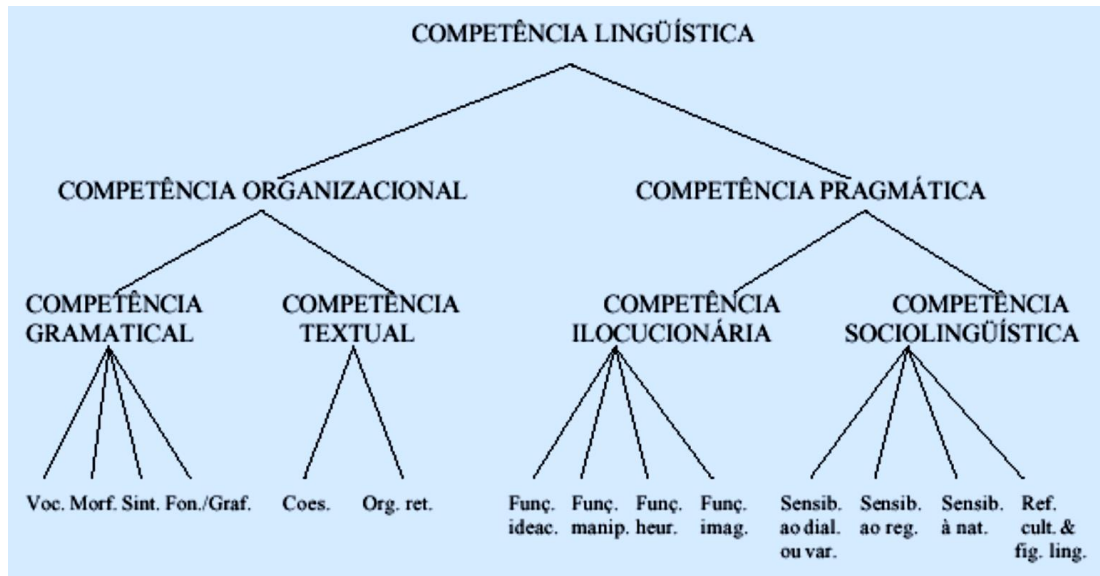 COMPETÊNCIA LINGÜÍSTICA
COMPETÊNCIA ORGANIZACIONAL
COMPETÊNCIA PRAGMÁTICA
COMPETÊNCIA
GRAMATICAL
COMPETÊNCIA
TEXTUAL
COMPETÊNCIA
ILOCUCIONÁRIA
COMPETÊNCIA
SOCIOLINGÜÍSTICA
Voc. Morf. Sint. Fon./Graf.
Coes. Org. ret.
Funç.
ideac.
Funç.
manip.
Funç.
heur.
Funç.
imag.
Sensib.
ao dial.
ou var.
Sensib.
ao reg.
Sensib.
à nat.
Ref.
cult. &
fig. ling.